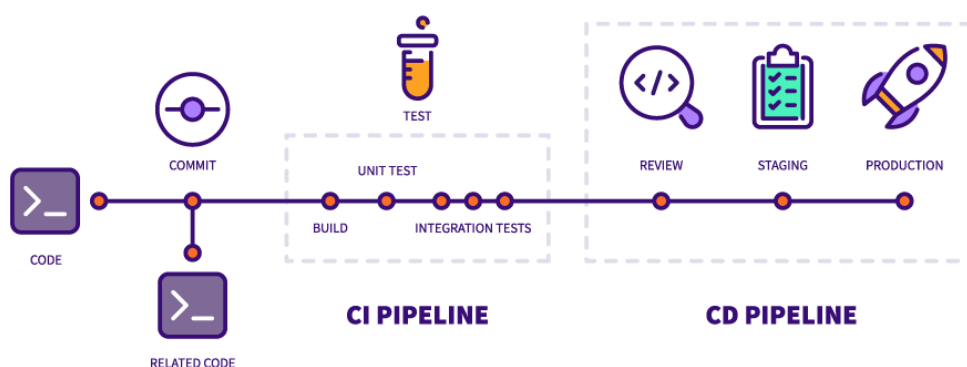 TEST
COMMIT
UNIT TEST
REVIEW
STAGING
PRODUCTION
BUILD
INTEGRATION TESTS
CODE
CI PIPELINE
CD PIPELINE
RELATED CODE